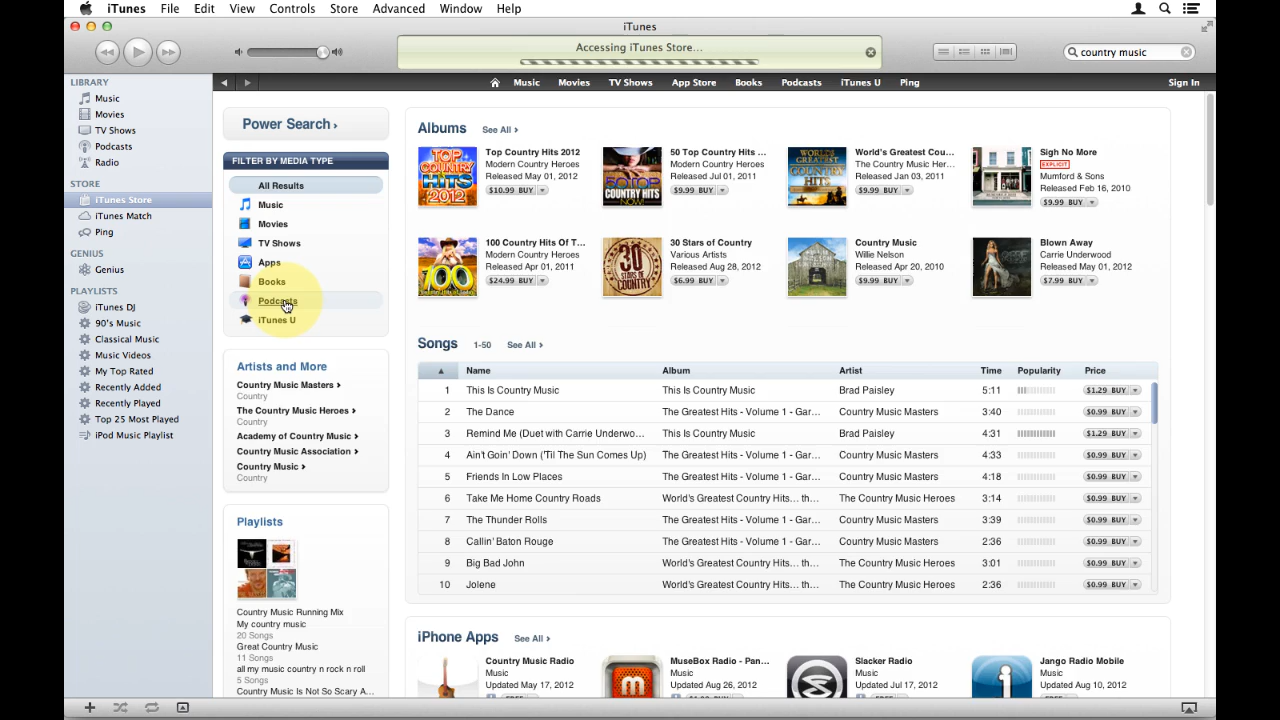 iTunes File Edit View Controls Store Advanced Window Help
iTunes
Accessing iTunes Store...
country music
LIBRARY
Music
Movies
TV Shows
Podcasts
Radio
STORE
iTunes Store
iTunes Match
Ping
GENIUS
Genius
PLAYLISTS
iTunes DJ
90's Music
Classical Music
Music Videos
My Top Rated
Recently Added
Recently Played
Top 25 Most Played
iPod Music Playlist
Music Movies TV Shows App Store Books Podcasts iTunes U Ping Sign In
Power Search ›
FILTER BY MEDIA TYPE
All Results
Music
Movies
TV Shows
Apps
Books
Podcasts
iTunes U
Artists and More
Country Music Masters ›
Country
The Country Music Heroes ›
Country
Academy of Country Music ›
Country Music Association ›
Country Music ›
Country
Playlists
Country Music Running Mix
My country music
20 Songs
Great Country Music
11 Songs
all my music country n rock n roll
5 Songs
Country Music Is Not So Scary A...
Albums See All ›
TOP COUNTRY HITS 2012
Top Country Hits 2012
Modern Country Heroes
Released May 01, 2012
$10.99 BUY
50 Top Country Hits ...
Modern Country Heroes
Released Jul 01, 2011
$9.99 BUY
World's Greatest Cou...
The Country Music Her...
Released Jan 03, 2011
$9.99 BUY
Sigh No More
EXPLICIT
Mumford & Sons
Released Feb 16, 2010
$9.99 BUY
100
100 Country Hits Of T...
Modern Country Heroes
Released Apr 01, 2011
$24.99 BUY
30
30 Stars of Country
Various Artists
Released Aug 28, 2012
$6.99 BUY
Country Music
Willie Nelson
Released Apr 20, 2010
$9.99 BUY
Blown Away
Carrie Underwood
Released May 01, 2012
$7.99 BUY
Songs 1-50 See All ›
Name Album Artist Time Popularity Price
1 This Is Country Music This Is Country Music Brad Paisley 5:11 $1.29 BUY
2 The Dance The Greatest Hits - Volume 1 - Gar... Country Music Masters 3:40 $0.99 BUY
3 Remind Me (Duet with Carrie Underwo... This Is Country Music Brad Paisley 4:31 $1.29 BUY
4 Ain't Goin' Down ('Til The Sun Comes Up) The Greatest Hits - Volume 1 - Gar... Country Music Masters 4:33 $0.99 BUY
5 Friends In Low Places The Greatest Hits - Volume 1 - Gar... Country Music Masters 4:18 $0.99 BUY
6 Take Me Home Country Roads World's Greatest Country Hits... th... The Country Music Heroes 3:14 $0.99 BUY
7 The Thunder Rolls The Greatest Hits - Volume 1 - Gar... Country Music Masters 3:39 $0.99 BUY
8 Callin' Baton Rouge The Greatest Hits - Volume 1 - Gar... Country Music Masters 2:36 $0.99 BUY
9 Big Bad John World's Greatest Country Hits... th... The Country Music Heroes 3:01 $0.99 BUY
10 Jolene World's Greatest Country Hits... th... The Country Music Heroes 2:36 $0.99 BUY
iPhone Apps See All ›
Country Music Radio
Music
Updated May 17, 2012
MuseBox Radio - Pan...
Music
Updated Aug 26, 2012
Slacker Radio
Music
Updated Jul 17, 2012
Jango Radio Mobile
Music
Updated Aug 10, 2012